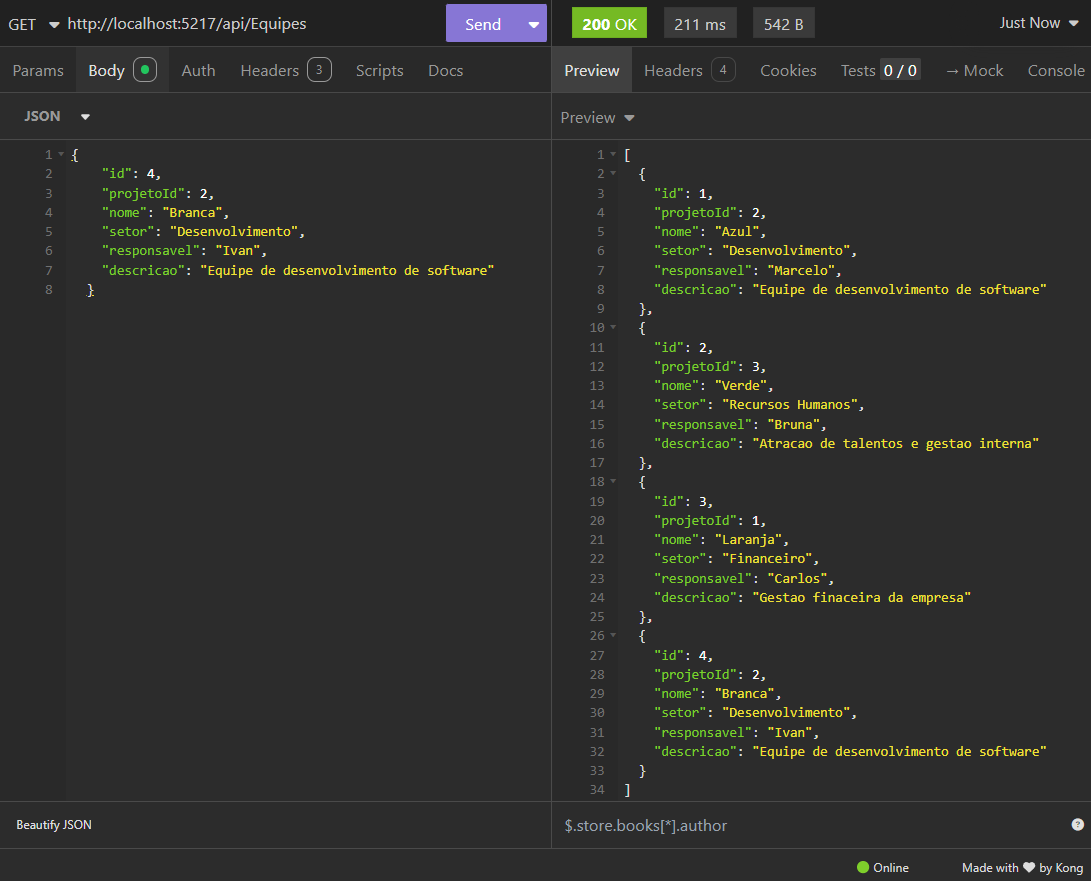 GET http://localhost:5217/api/Equipes Send 200 OK 211 ms 542 B Just Now
Params Body Auth Headers 3 Scripts Docs Preview Headers 4 Cookies Tests 0 / 0 → Mock Console
JSON
1 {
2 "id": 4,
3 "projetoId": 2,
4 "nome": "Branca",
5 "setor": "Desenvolvimento",
6 "responsavel": "Ivan",
7 "descricao": "Equipe de desenvolvimento de software"
8 }
Beautify JSON
Preview
1 [
2 {
3 "id": 1,
4 "projetoId": 2,
5 "nome": "Azul",
6 "setor": "Desenvolvimento",
7 "responsavel": "Marcelo",
8 "descricao": "Equipe de desenvolvimento de software"
9 },
10 {
11 "id": 2,
12 "projetoId": 3,
13 "nome": "Verde",
14 "setor": "Recursos Humanos",
15 "responsavel": "Bruna",
16 "descricao": "Atracao de talentos e gestao interna"
17 },
18 {
19 "id": 3,
20 "projetoId": 1,
21 "nome": "Laranja",
22 "setor": "Financeiro",
23 "responsavel": "Carlos",
24 "descricao": "Gestao finaceira da empresa"
25 },
26 {
27 "id": 4,
28 "projetoId": 2,
29 "nome": "Branca",
30 "setor": "Desenvolvimento",
31 "responsavel": "Ivan",
32 "descricao": "Equipe de desenvolvimento de software"
33 }
34 ]
$.store.books[*].author ?
Online Made with ♥ by Kong